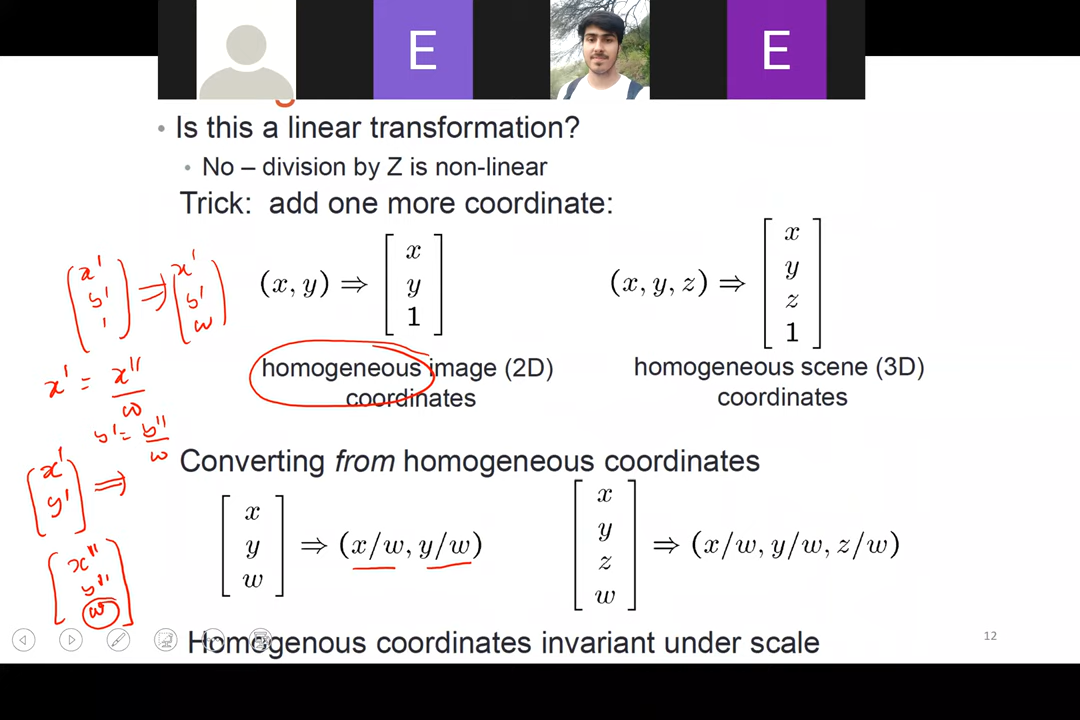 E
E
• Is this a linear transformation?
• No – division by Z is non-linear
Trick: add one more coordinate:
(x, y) ⇒ [ x y 1 ]
(x, y, z) ⇒ [ x y z 1 ]
homogeneous image (2D)
coordinates
homogeneous scene (3D)
coordinates
( x' y' 1 ) ⇒ ( x' y' w )
x' = x'' / w
y' = y'' / w
[ x' y' ] ⇒
[ x'' y'' w ]
Converting from homogeneous coordinates
[ x y w ] ⇒ (x/w, y/w)
[ x y z w ] ⇒ (x/w, y/w, z/w)
Homogenous coordinates invariant under scale
12